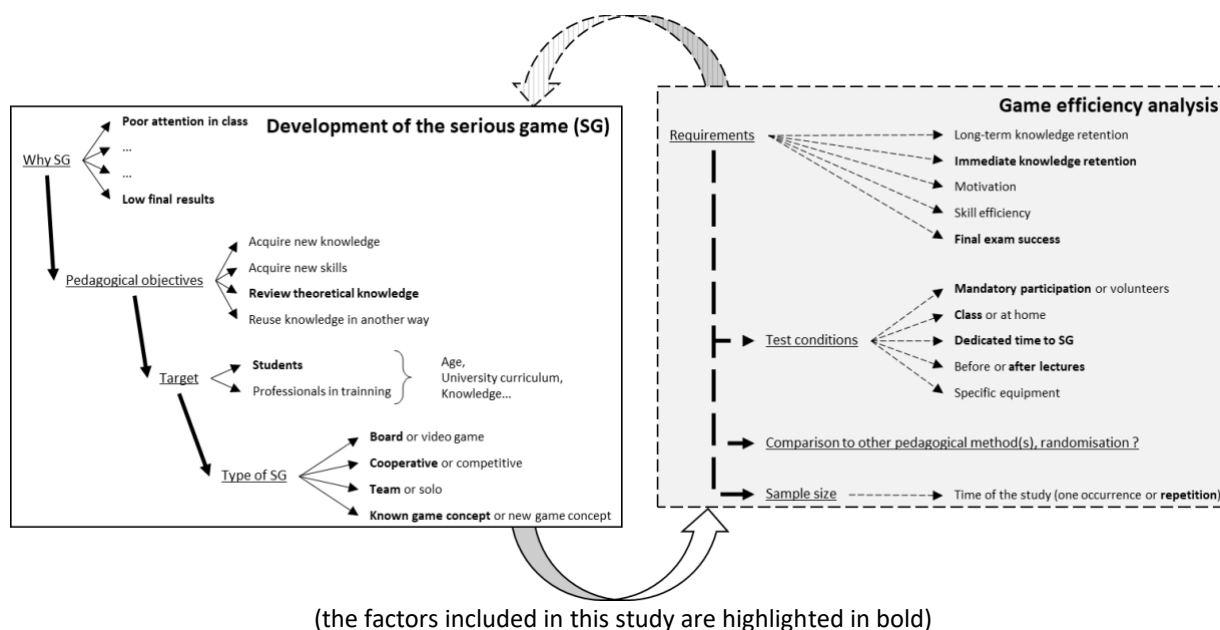 Development of the serious game (SG)
Why SG
Poor attention in class
...
...
Low final results
Pedagogical objectives
Acquire new knowledge
Acquire new skills
Review theoretical knowledge
Reuse knowledge in another way
Target
Students
Professionals in trainning
Age,
University curriculum,
Knowledge...
Type of SG
Board or video game
Cooperative or competitive
Team or solo
Known game concept or new game concept
Game efficiency analysis
Requirements
Long-term knowledge retention
Immediate knowledge retention
Motivation
Skill efficiency
Final exam success
Test conditions
Mandatory participation or volunteers
Class or at home
Dedicated time to SG
Before or after lectures
Specific equipment
Comparison to other pedagogical method(s), randomisation ?
Sample size
Time of the study (one occurrence or repetition)
(the factors included in this study are highlighted in bold)